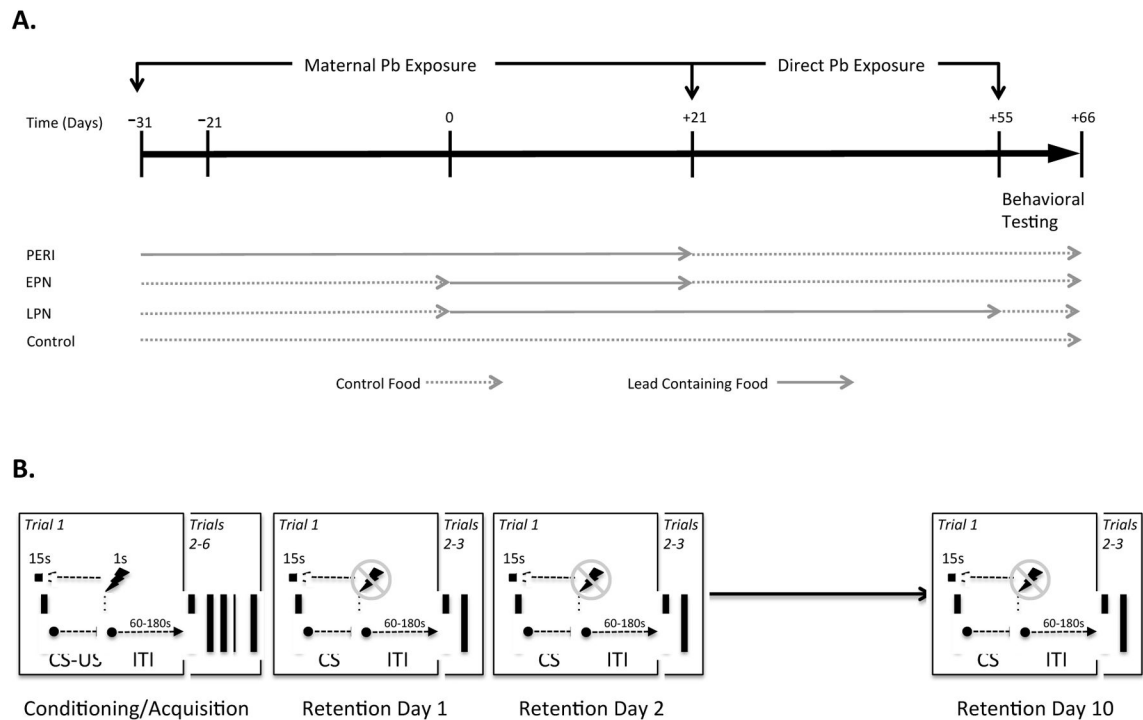 A.
Maternal Pb Exposure
Direct Pb Exposure
Time (Days)
−31
−21
0
+21
+55
+66
Behavioral
Testing
PERI
EPN
LPN
Control
Control Food
Lead Containing Food
B.
Trial 1
Trials
2-6
15s
1s
60-180s
CS-US
ITI
Conditioning/Acquisition
Trial 1
Trials
2-3
15s
60-180s
CS
ITI
Retention Day 1
Trial 1
Trials
2-3
15s
60-180s
CS
ITI
Retention Day 2
Trial 1
Trials
2-3
15s
60-180s
CS
ITI
Retention Day 10